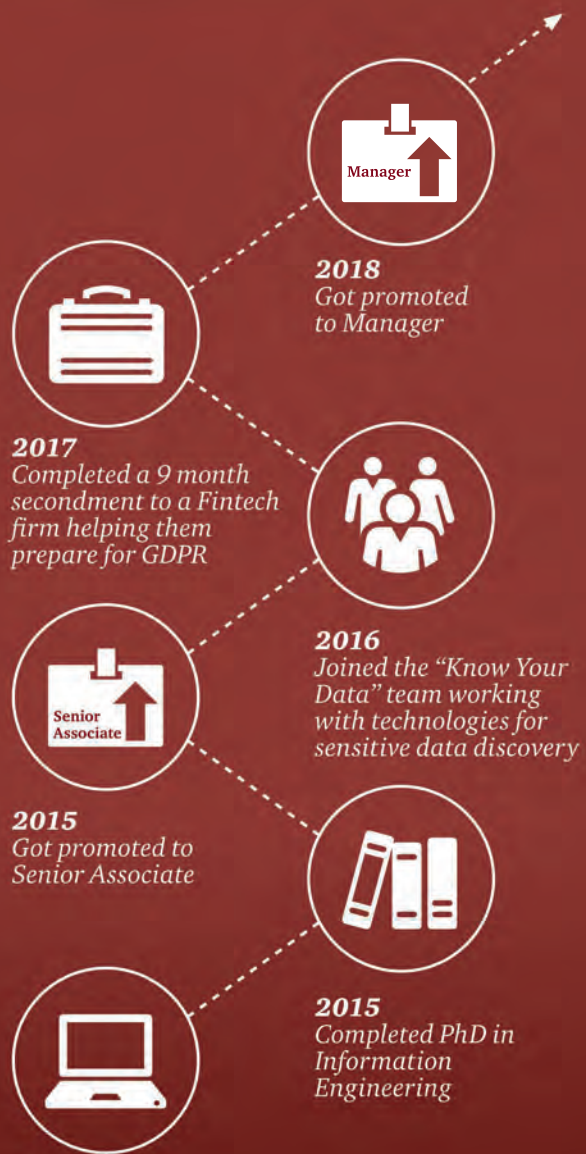 Manager
2018
Got promoted
to Manager
2017
Completed a 9 month
secondment to a Fintech
firm helping them
prepare for GDPR
2016
Joined the “Know Your
Data” team working
with technologies for
sensitive data discovery
Senior
Associate
2015
Got promoted to
Senior Associate
2015
Completed PhD in
Information
Engineering